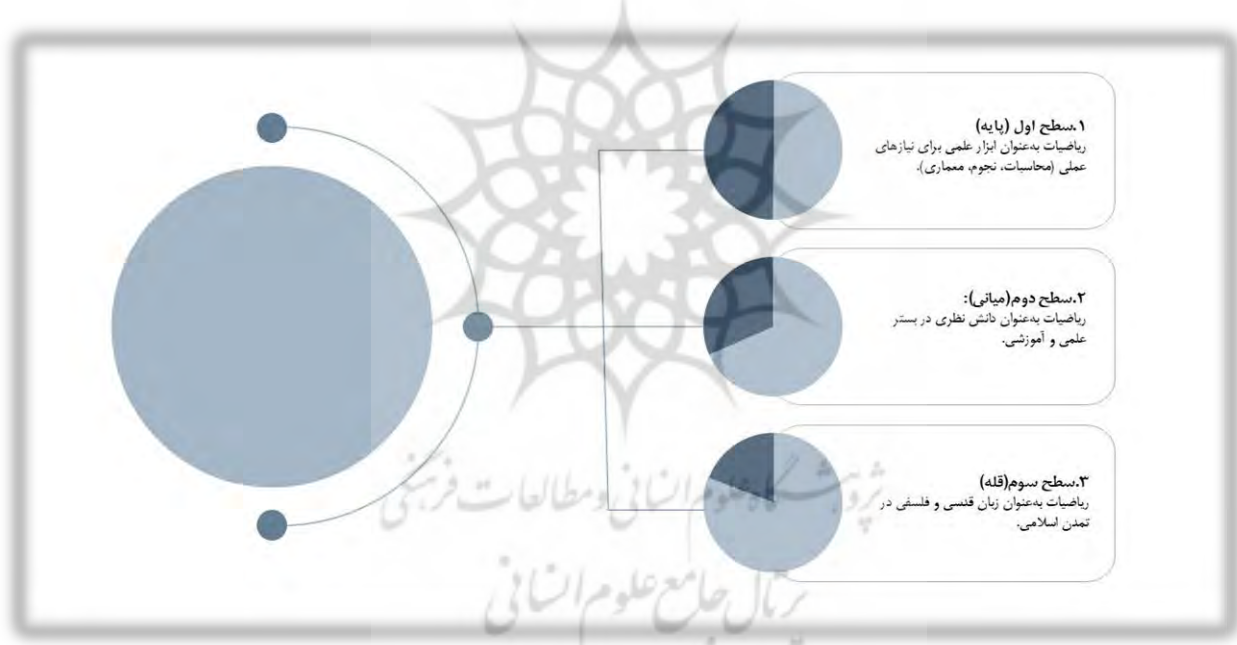 ۱.سطح اول (پایه)
ریاضیات به‌عنوان ابزار علمی برای نیازهای
عملی (محاسبات، نجوم، معماری).
۲.سطح دوم(میانی):
ریاضیات به‌عنوان دانش نظری در بستر
علمی و آموزشی.
۳.سطح سوم(قله)
ریاضیات به‌عنوان زبان قدسی و فلسفی در
تمدن اسلامی.
پژوهشگاه علوم انسانی و مطالعات فرهنگی
پرتال جامع علوم انسانی